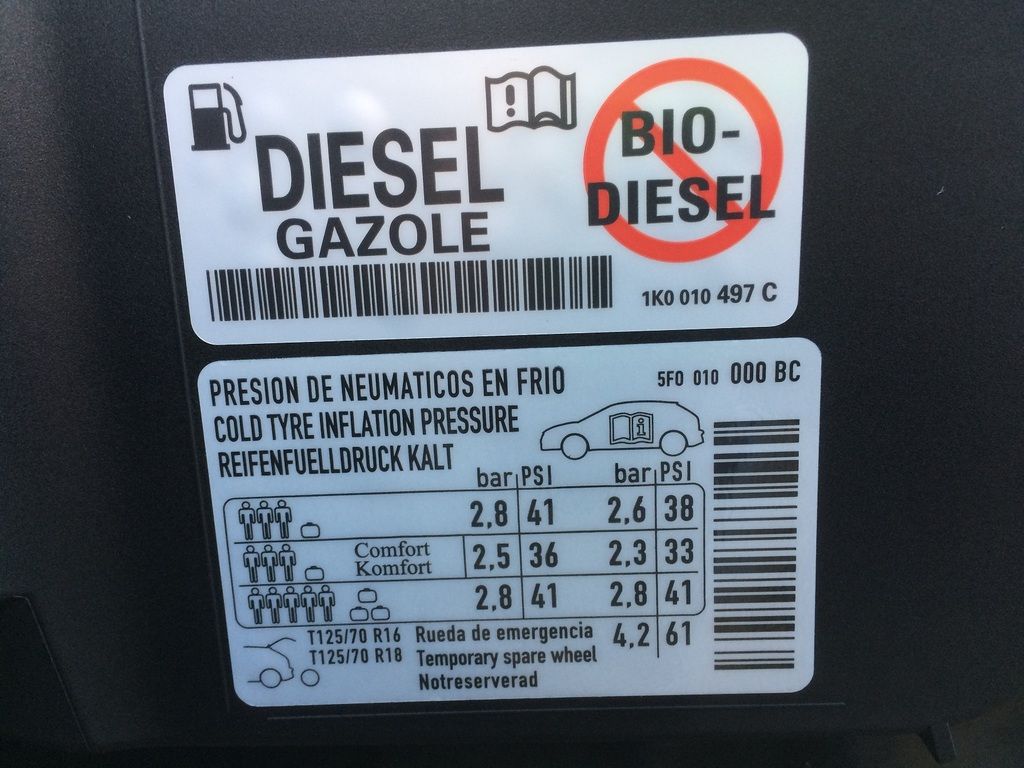 DIESEL
GAZOLE
BIO-
DIESEL
1K0 010 497 C
PRESION DE NEUMATICOS EN FRIO
5F0 010 000 BC
COLD TYRE INFLATION PRESSURE
REIFENFUELLDRUCK KALT
bar PSI bar PSI
2,8 41 2,6 38
Comfort
Komfort
2,5 36 2,3 33
2,8 41 2,8 41
T125/70 R16
T125/70 R18
Rueda de emergencia
Temporary spare wheel
Notreserverad
4,2 61